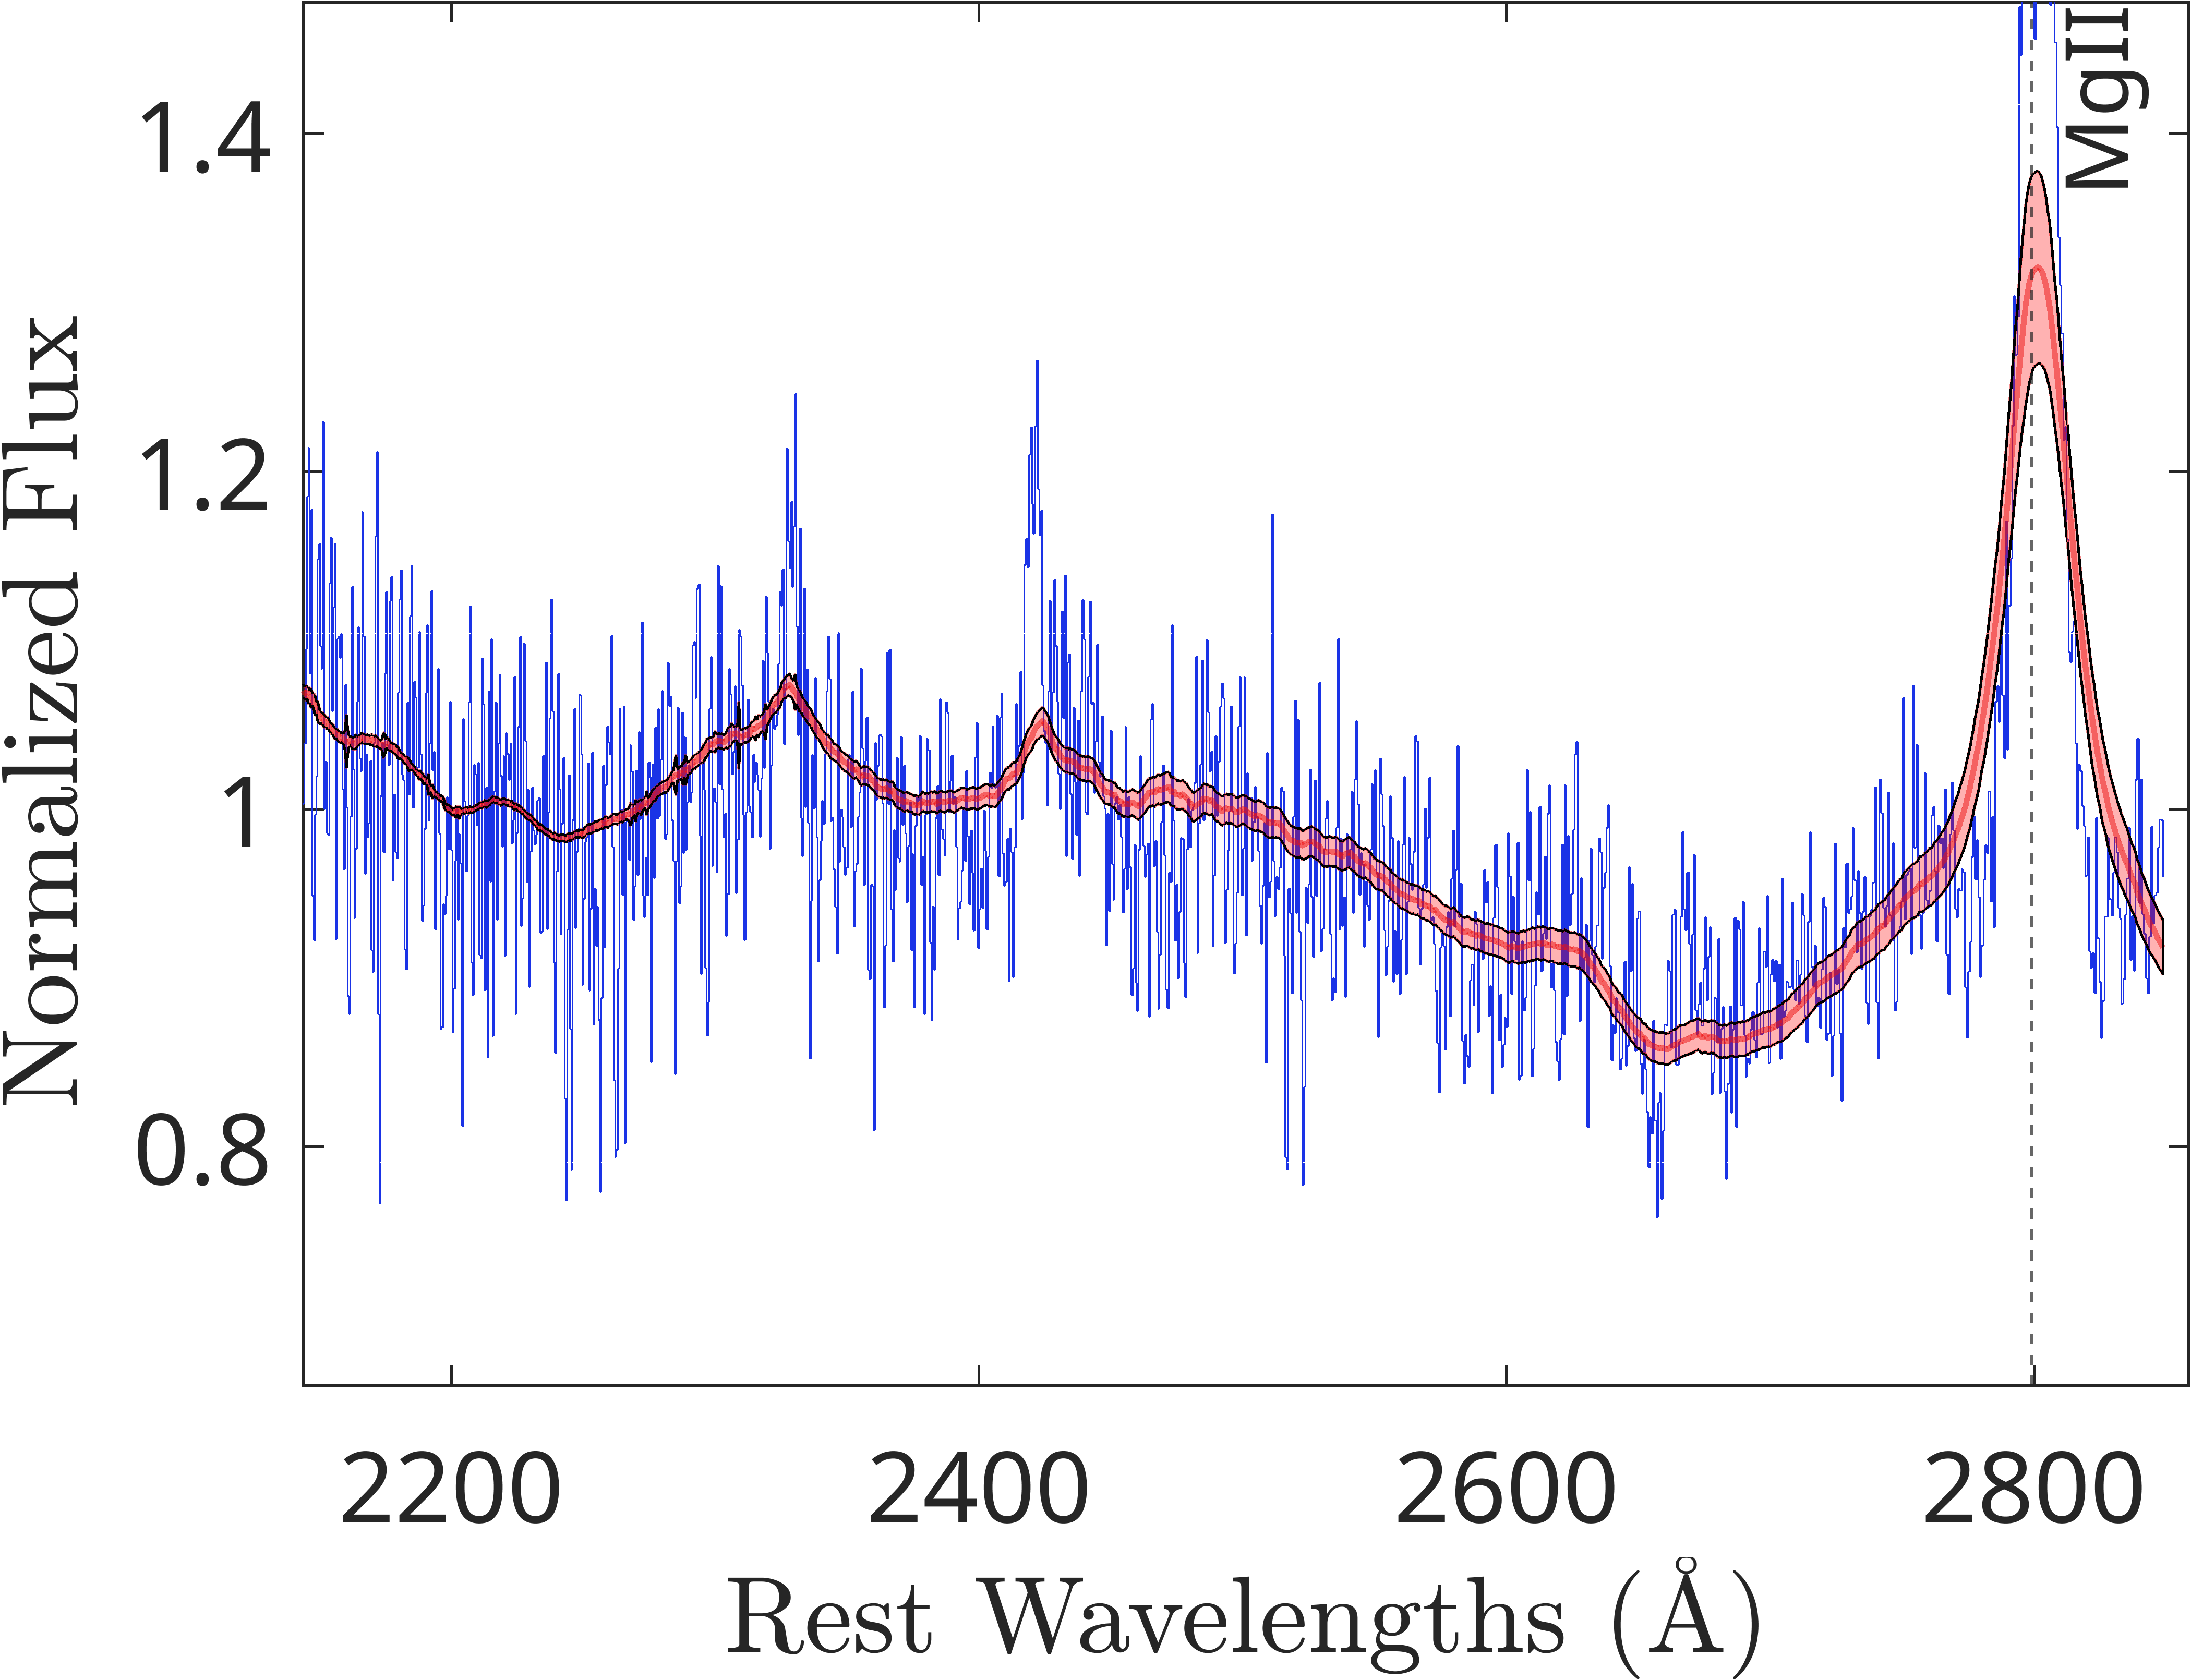 MgII
1.4
1.2
1
0.8
Normalized Flux
2200 2400 2600 2800
Rest Wavelengths (Å)